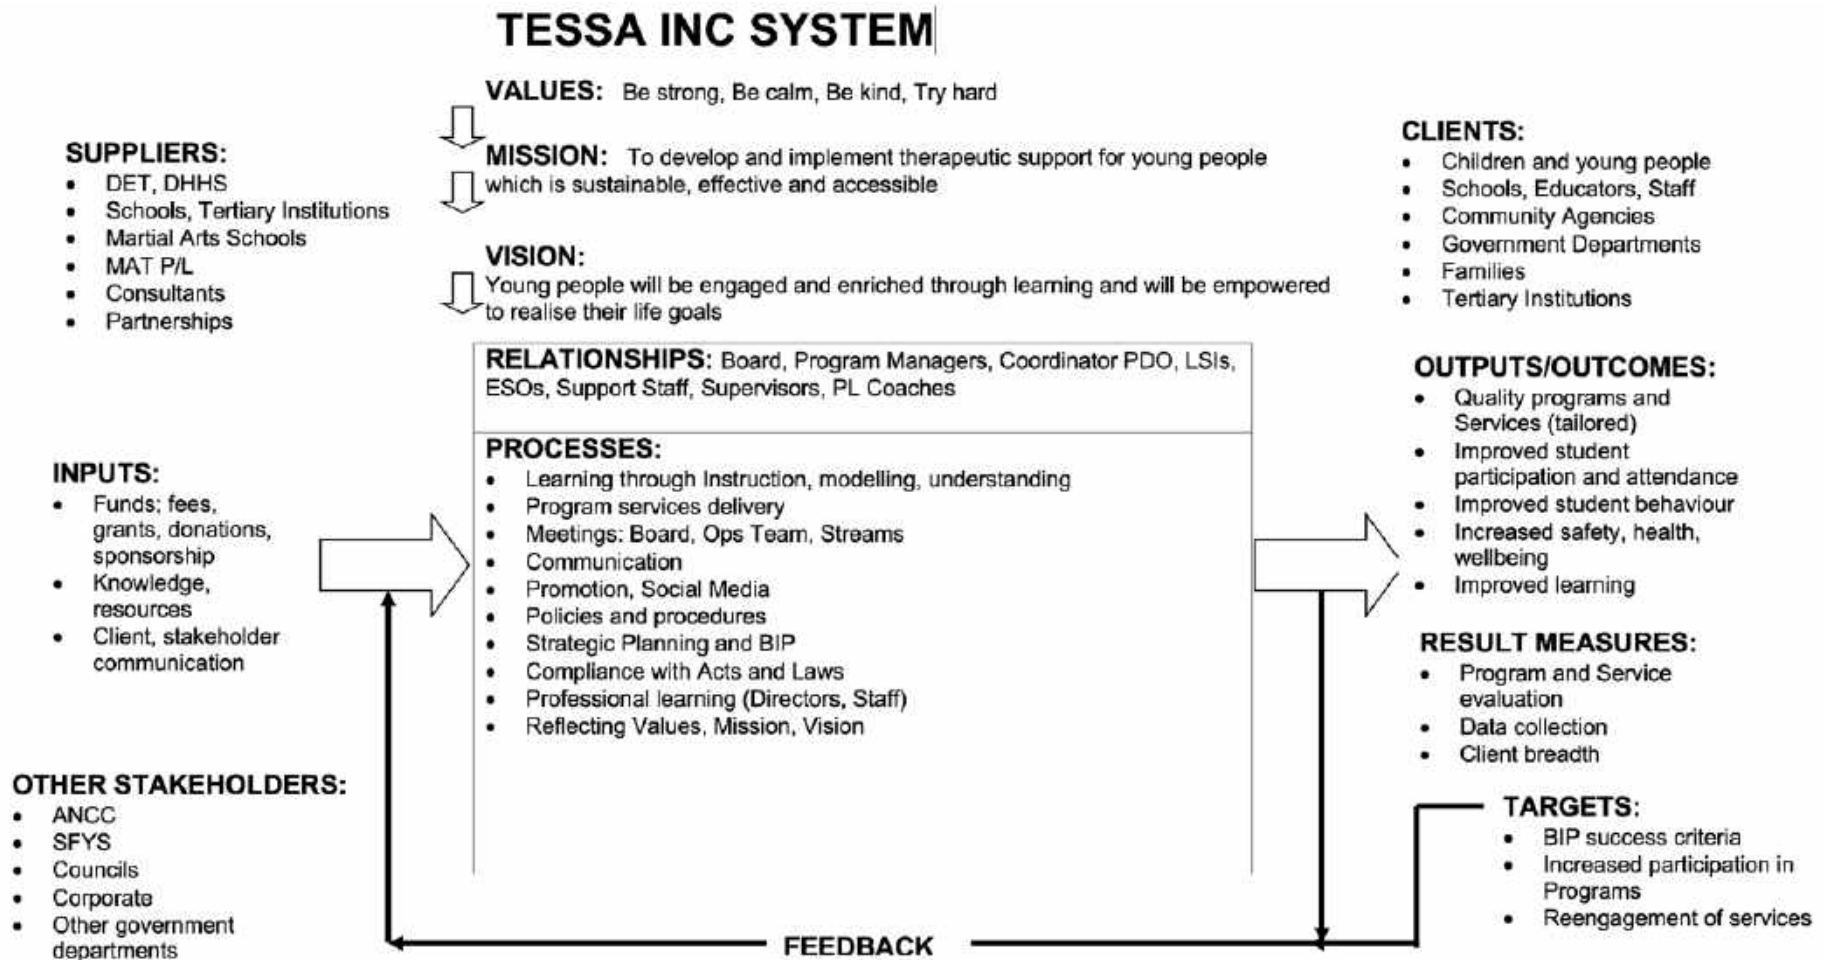 TESSA INC SYSTEM
VALUES: Be strong, Be calm, Be kind, Try hard
MISSION: To develop and implement therapeutic support for young people
which is sustainable, effective and accessible
VISION:
Young people will be engaged and enriched through learning and will be empowered
to realise their life goals
SUPPLIERS:
• DET, DHHS
• Schools, Tertiary Institutions
• Martial Arts Schools
• MAT P/L
• Consultants
• Partnerships
INPUTS:
• Funds; fees,
grants, donations,
sponsorship
• Knowledge,
resources
• Client, stakeholder
communication
OTHER STAKEHOLDERS:
• ANCC
• SFYS
• Councils
• Corporate
• Other government
departments
RELATIONSHIPS: Board, Program Managers, Coordinator PDO, LSIs,
ESOs, Support Staff, Supervisors, PL Coaches
PROCESSES:
• Learning through Instruction, modelling, understanding
• Program services delivery
• Meetings: Board, Ops Team, Streams
• Communication
• Promotion, Social Media
• Policies and procedures
• Strategic Planning and BIP
• Compliance with Acts and Laws
• Professional learning (Directors, Staff)
• Reflecting Values, Mission, Vision
CLIENTS:
• Children and young people
• Schools, Educators, Staff
• Community Agencies
• Government Departments
• Families
• Tertiary Institutions
OUTPUTS/OUTCOMES:
• Quality programs and
Services (tailored)
• Improved student
participation and attendance
• Improved student behaviour
• Increased safety, health,
wellbeing
• Improved learning
RESULT MEASURES:
• Program and Service
evaluation
• Data collection
• Client breadth
TARGETS:
• BIP success criteria
• Increased participation in
Programs
• Reengagement of services
FEEDBACK